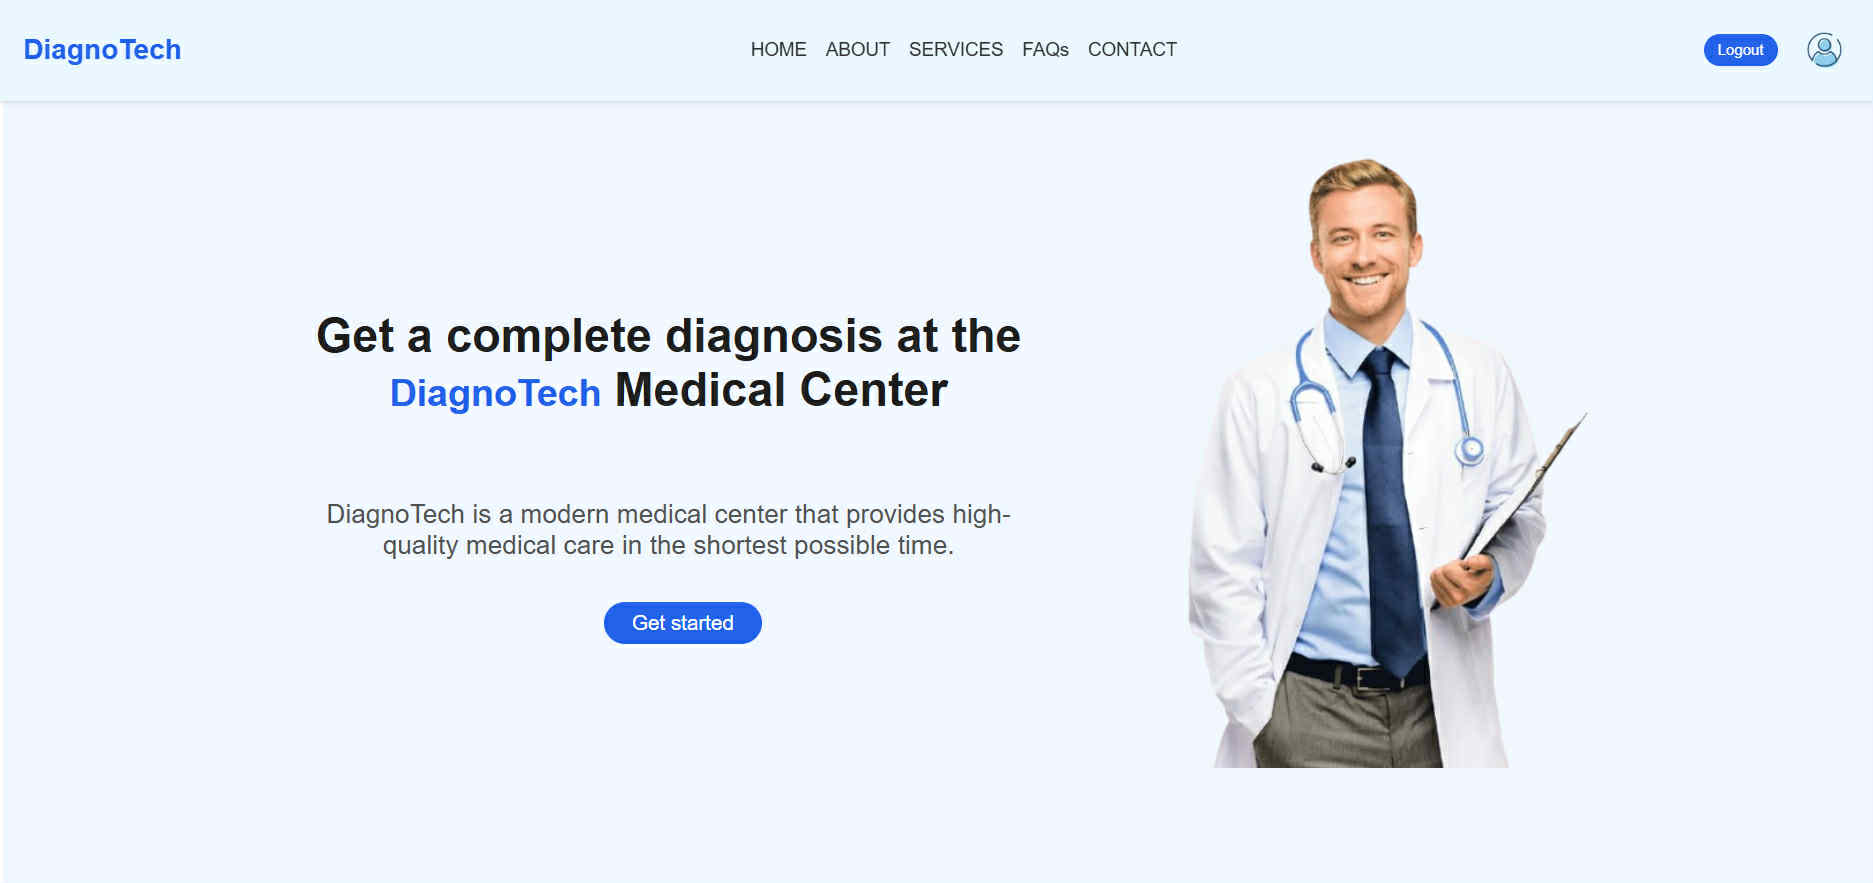 DiagnoTech
HOME ABOUT SERVICES FAQs CONTACT
Logout
Get a complete diagnosis at the
DiagnoTech Medical Center
DiagnoTech is a modern medical center that provides high-
quality medical care in the shortest possible time.
Get started